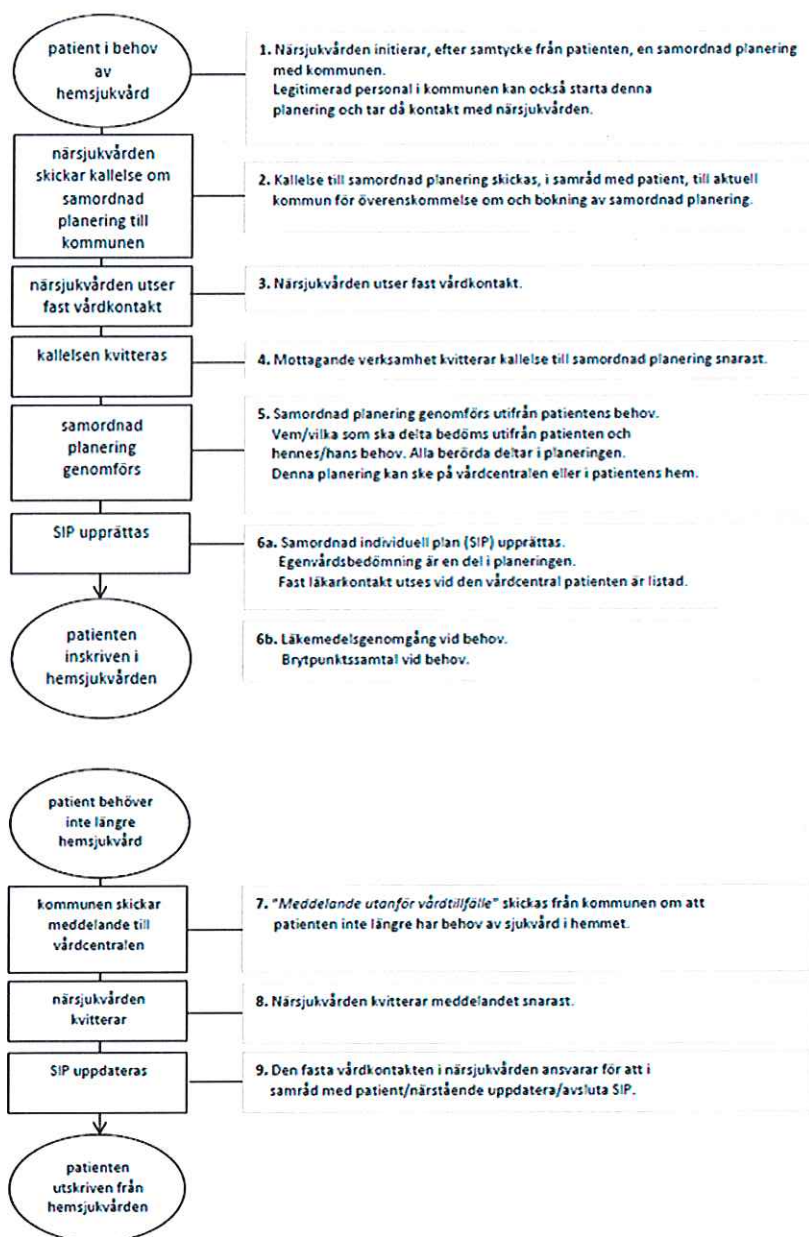 patient i behov
av
hemsjukvård
1. Närsjukvården initierar, efter samtycke från patienten, en samordnad planering
med kommunen.
Legitimerad personal i kommunen kan också starta denna
planering och tar då kontakt med närsjukvården.
närsjukvården
skickar kallelse om
samordnad
planering till
kommunen
2. Kallelse till samordnad planering skickas, i samråd med patient, till aktuell
kommun för överenskommelse om och bokning av samordnad planering.
närsjukvården utser
fast vårdkontakt
3. Närsjukvården utser fast vårdkontakt.
kallelsen kvitteras
4. Mottagande verksamhet kvitterar kallelse till samordnad planering snarast.
samordnad
planering
genomförs
5. Samordnad planering genomförs utifrån patientens behov.
Vem/vilka som ska delta bedöms utifrån patienten och
hennes/hans behov. Alla berörda deltar i planeringen.
Denna planering kan ske på vårdcentralen eller i patientens hem.
SIP upprättas
6a. Samordnad individuell plan (SIP) upprättas.
Egenvårdsbedömning är en del i planeringen.
Fast läkarkontakt utses vid den vårdcentral patienten är listad.
patienten
inskriven i
hemsjukvården
6b. Läkemedelsgenomgång vid behov.
Brytpunktssamtal vid behov.
patient behöver
inte längre
hemsjukvård
kommunen skickar
meddelande till
vårdcentralen
7. "Meddelande utanför vårdtillfälle" skickas från kommunen om att
patienten inte längre har behov av sjukvård i hemmet.
närsjukvården
kvitterar
8. Närsjukvården kvitterar meddelandet snarast.
SIP uppdateras
9. Den fasta vårdkontakten i närsjukvården ansvarar för att i
samråd med patient/närstående uppdatera/avsluta SIP.
patienten
utskriven från
hemsjukvården